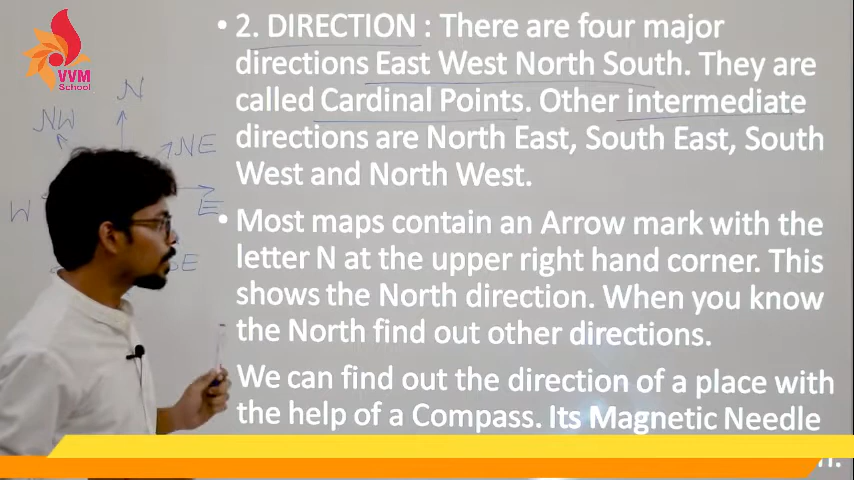 VVM
School
N
NW
NE
W
E
SE
• 2. DIRECTION : There are four major
directions East West North South. They are
called Cardinal Points. Other intermediate
directions are North East, South East, South
West and North West.
• Most maps contain an Arrow mark with the
letter N at the upper right hand corner. This
shows the North direction. When you know
the North find out other directions.
We can find out the direction of a place with
the help of a Compass. Its Magnetic Needle